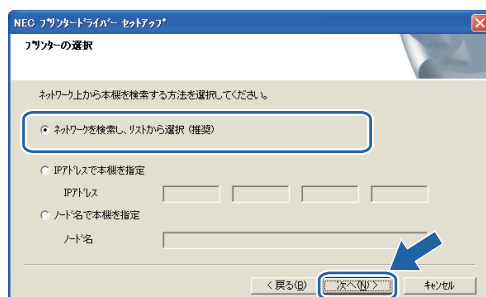 NEC プリンタードライバー セットアップ
プリンターの選択
ネットワーク上から本機を検索する方法を選択してください。
ネットワークを検索し、リストから選択 (推奨)
IPアドレスで本機を指定
IPアドレス
ノード名で本機を指定
ノード名
< 戻る(B)
次へ(N) >
キャンセル